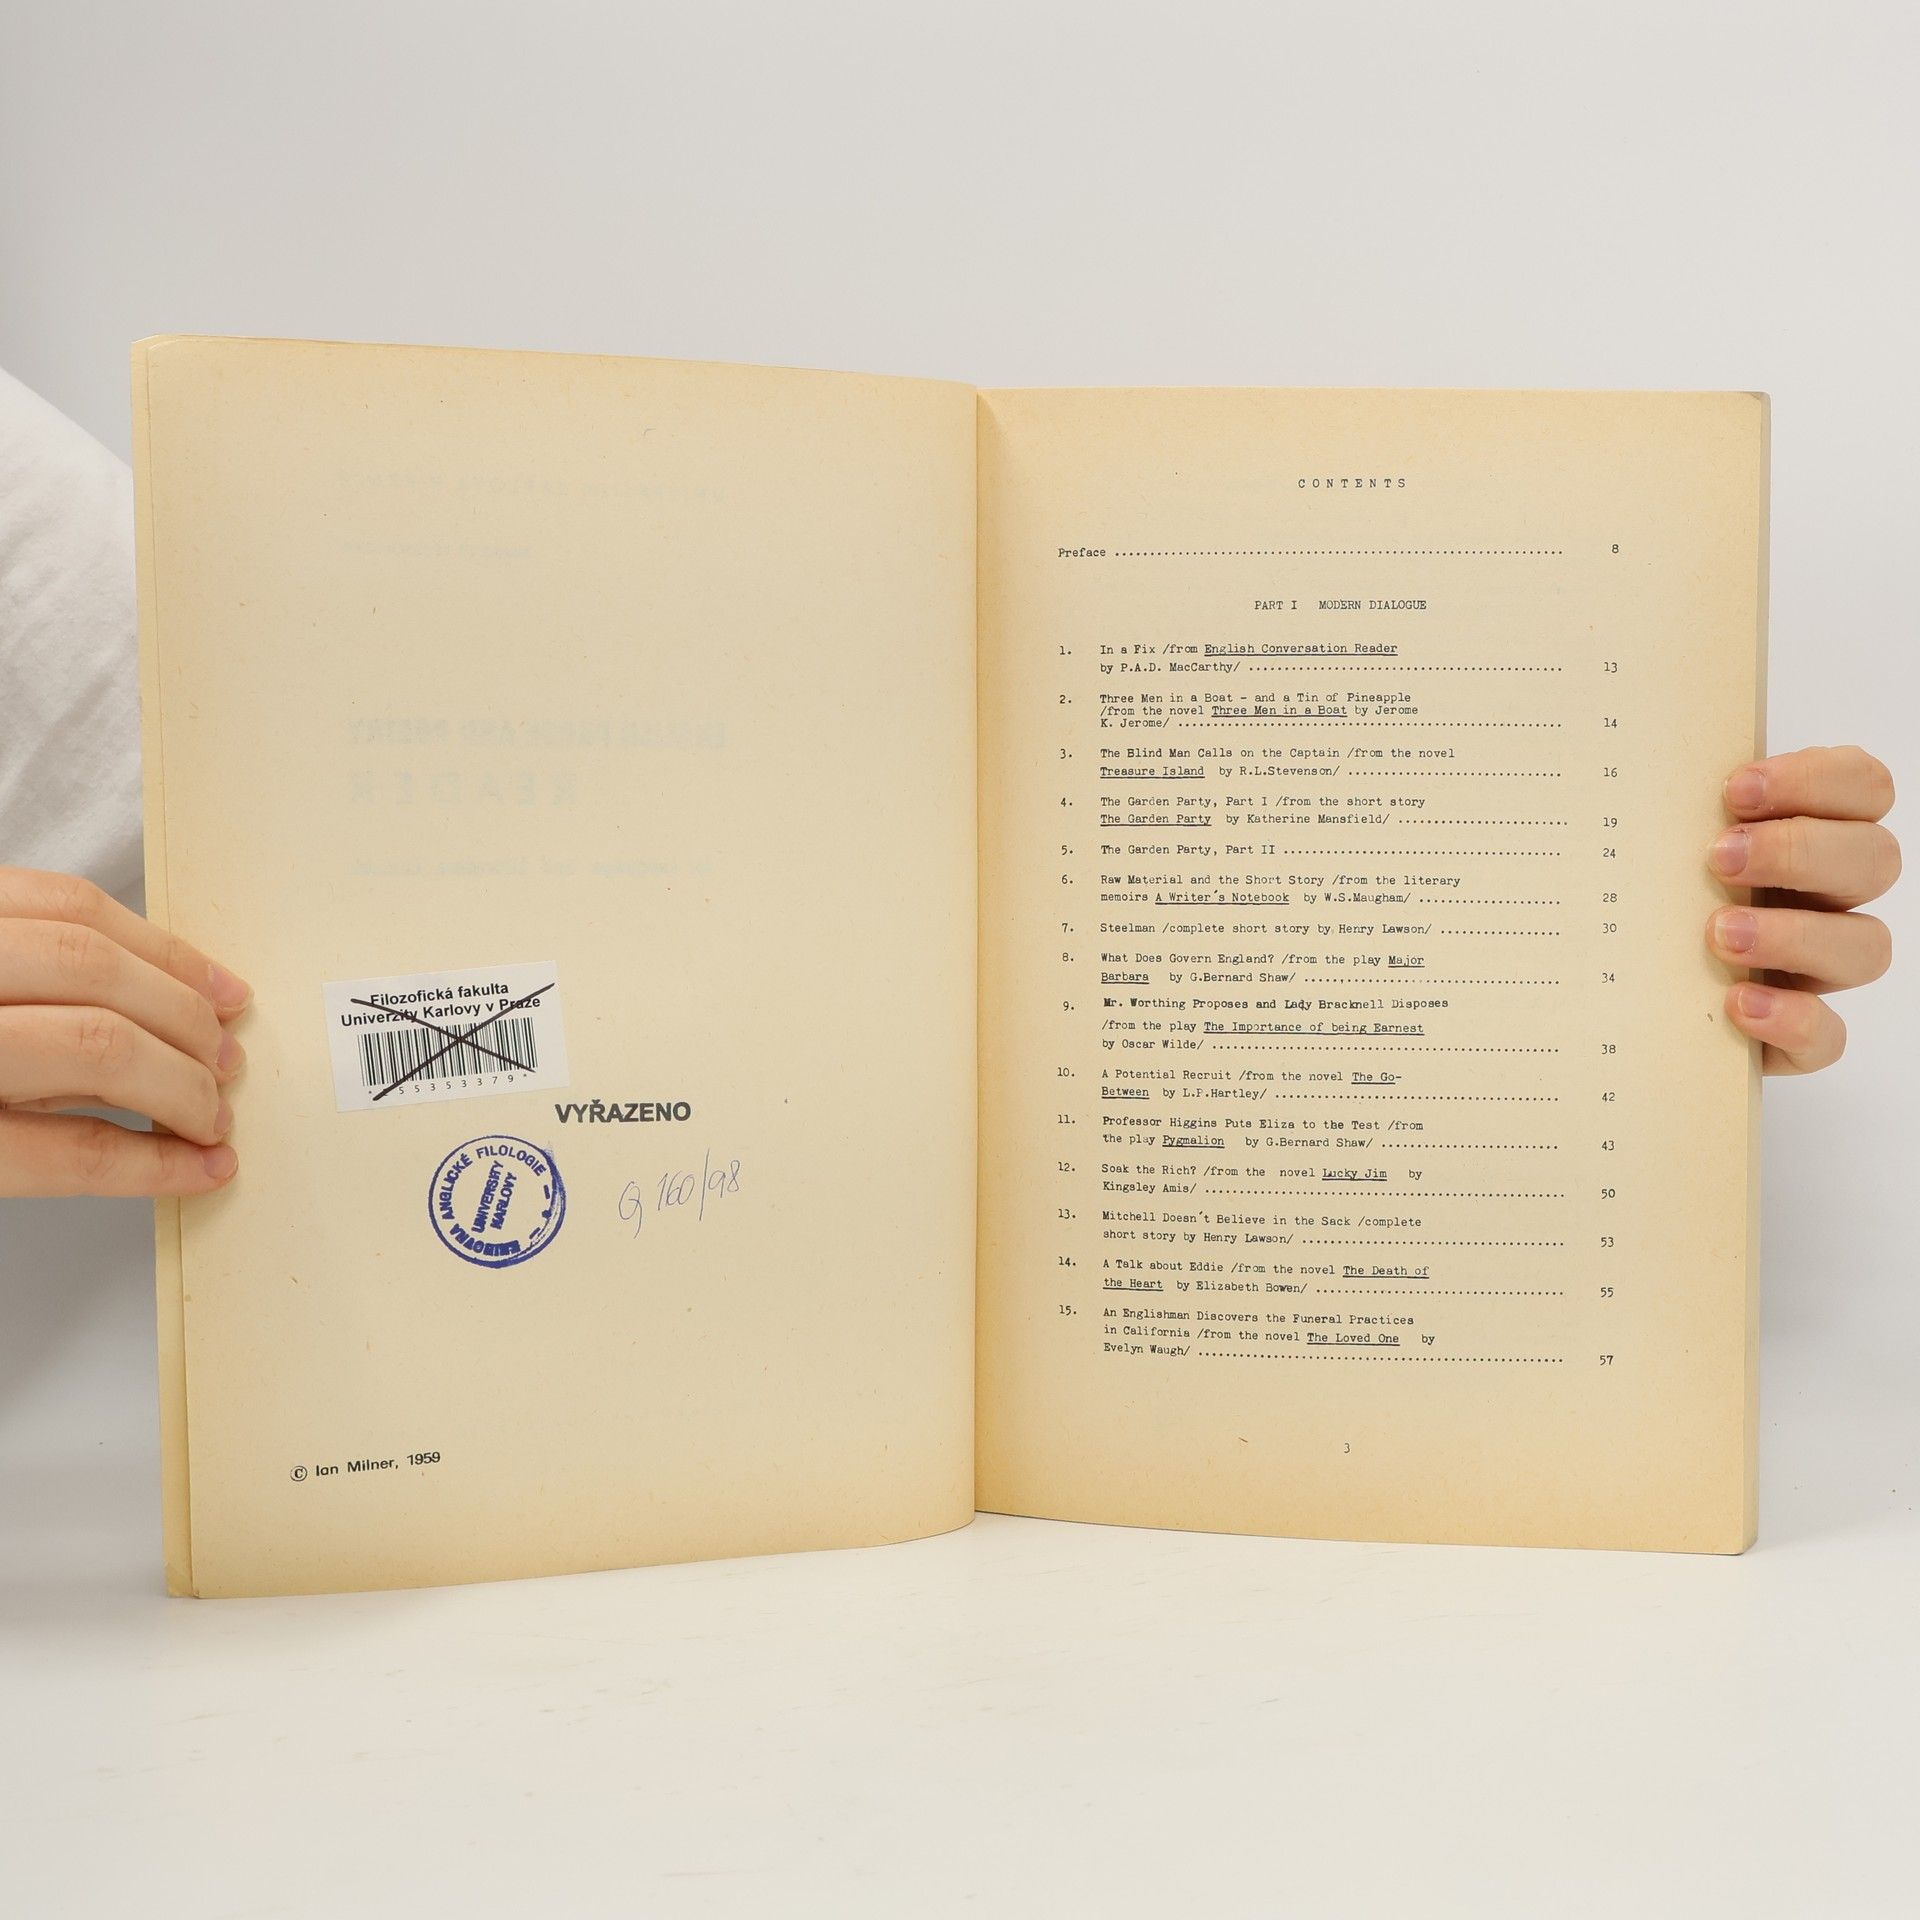 Filozofická fakulta
Univerzity Karlovy v Praze
VYŘAZENO
KNIHOVNA ANGLICKÉ FILOLOGIE
UNIVERSITY
KARLOVY
160/98
© Ian Milner, 1959
CONTENTS
Preface ........................................ 8
PART I MODERN DIALOGUE
1. In a Fix /from English Conversation Reader
by P.A.D. MacCarthy/ ........................................ 13
2. Three Men in a Boat - and a Tin of Pineapple
/from the novel Three Men in a Boat by Jerome
K. Jerome/ ........................................ 14
3. The Blind Man Calls on the Captain /from the novel
Treasure Island by R.L.Stevenson/ ........................................ 16
4. The Garden Party, Part I /from the short story
The Garden Party by Katherine Mansfield/ ........................................ 19
5. The Garden Party, Part II ........................................ 24
6. Raw Material and the Short Story /from the literary
memoirs A Writer´s Notebook by W.S.Maugham/ .................... 28
7. Steelman /complete short story by Henry Lawson/ .................. 30
8. What Does Govern England? /from the play Major
Barbara by G.Bernard Shaw/ ........................................ 34
9. Mr. Worthing Proposes and Lady Bracknell Disposes
/from the play The Importance of being Earnest
by Oscar Wilde/ ........................................ 38
10. A Potential Recruit /from the novel The Go-
Between by L.P.Hartley/ ........................................ 42
11. Professor Higgins Puts Eliza to the Test /from
the play Pygmalion by G.Bernard Shaw/ .......................... 43
12. Soak the Rich? /from the novel Lucky Jim by
Kingsley Amis/ ........................................ 50
13. Mitchell Doesn´t Believe in the Sack /complete
short story by Henry Lawson/ ........................................ 53
14. A Talk about Eddie /from the novel The Death of
the Heart by Elizabeth Bowen/ ........................................ 55
15. An Englishman Discovers the Funeral Practices
in California /from the novel The Loved One by
Evelyn Waugh/ ........................................ 57
3